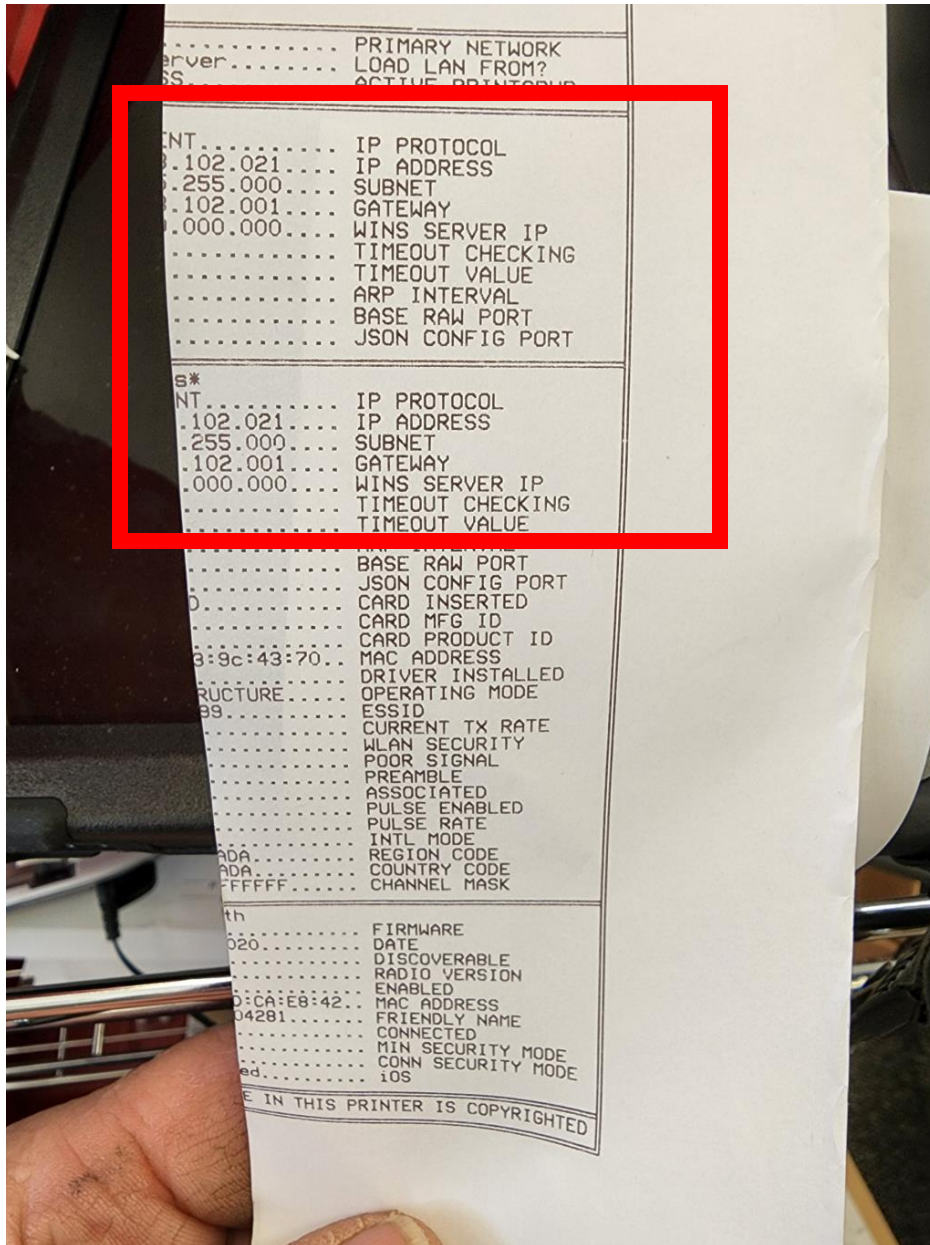 ............. PRIMARY NETWORK
erver........ LOAD LAN FROM?
SS........... ACTIVE PRINTSRVR
ENT.......... IP PROTOCOL
.102.021.... IP ADDRESS
.255.000.... SUBNET
.102.001.... GATEWAY
.000.000.... WINS SERVER IP
............ TIMEOUT CHECKING
............ TIMEOUT VALUE
............ ARP INTERVAL
............ BASE RAW PORT
............ JSON CONFIG PORT
s*
NT.......... IP PROTOCOL
.102.021.... IP ADDRESS
.255.000.... SUBNET
.102.001.... GATEWAY
.000.000.... WINS SERVER IP
............ TIMEOUT CHECKING
............ TIMEOUT VALUE
............ ARP INTERVAL
............ BASE RAW PORT
............ JSON CONFIG PORT
D........... CARD INSERTED
............ CARD MFG ID
............ CARD PRODUCT ID
3:9c:43:70.. MAC ADDRESS
............ DRIVER INSTALLED
RUCTURE..... OPERATING MODE
99.......... ESSID
............ CURRENT TX RATE
............ WLAN SECURITY
............ POOR SIGNAL
............ PREAMBLE
............ ASSOCIATED
............ PULSE ENABLED
............ PULSE RATE
............ INTL MODE
ADA......... REGION CODE
ADA......... COUNTRY CODE
FFFFFF...... CHANNEL MASK
th
............ FIRMWARE
020......... DATE
............ DISCOVERABLE
............ RADIO VERSION
............ ENABLED
D:CA:E8:42.. MAC ADDRESS
04281....... FRIENDLY NAME
............ CONNECTED
............ MIN SECURITY MODE
............ CONN SECURITY MODE
ed.......... iOS
E IN THIS PRINTER IS COPYRIGHTED